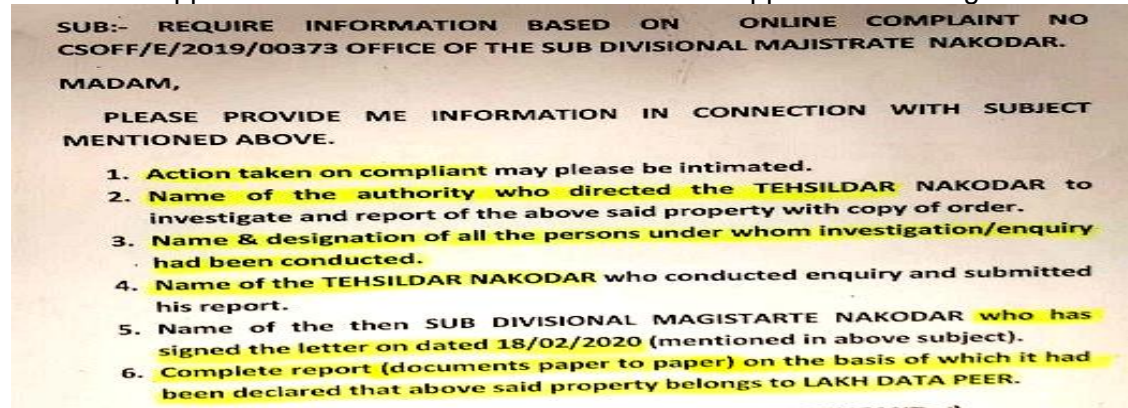 SUB:- REQUIRE INFORMATION BASED ON ONLINE COMPLAINT NO
CSOFF/E/2019/00373 OFFICE OF THE SUB DIVISIONAL MAJISTRATE NAKODAR.
MADAM,
PLEASE PROVIDE ME INFORMATION IN CONNECTION WITH SUBJECT
MENTIONED ABOVE.
1. Action taken on compliant may please be intimated.
2. Name of the authority who directed the TEHSILDAR NAKODAR to
investigate and report of the above said property with copy of order.
3. Name & designation of all the persons under whom investigation/enquiry
had been conducted.
4. Name of the TEHSILDAR NAKODAR who conducted enquiry and submitted
his report.
5. Name of the then SUB DIVISIONAL MAGISTARTE NAKODAR who has
signed the letter on dated 18/02/2020 (mentioned in above subject).
6. Complete report (documents paper to paper) on the basis of which it had
been declared that above said property belongs to LAKH DATA PEER.